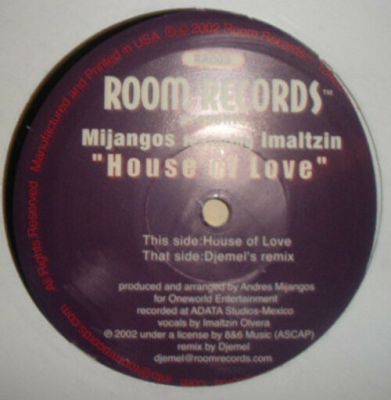 ROOM RECORDS™
Mijangos Imaltzin
"House of Love"
This side:House of Love
That side:Djemel's remix
produced and arranged by Andres Mijangos
for Oneworld Entertainment
recorded at ADATA Studios-Mexico
vocals by Imaltzin Olvera
℗ 2002 under a license by 8&6 Music (ASCAP)
remix by Djemel
djemel@roomrecords.com
All Rights Reserved Manufactured and Printed in USA. ℗© 2002 Room Records